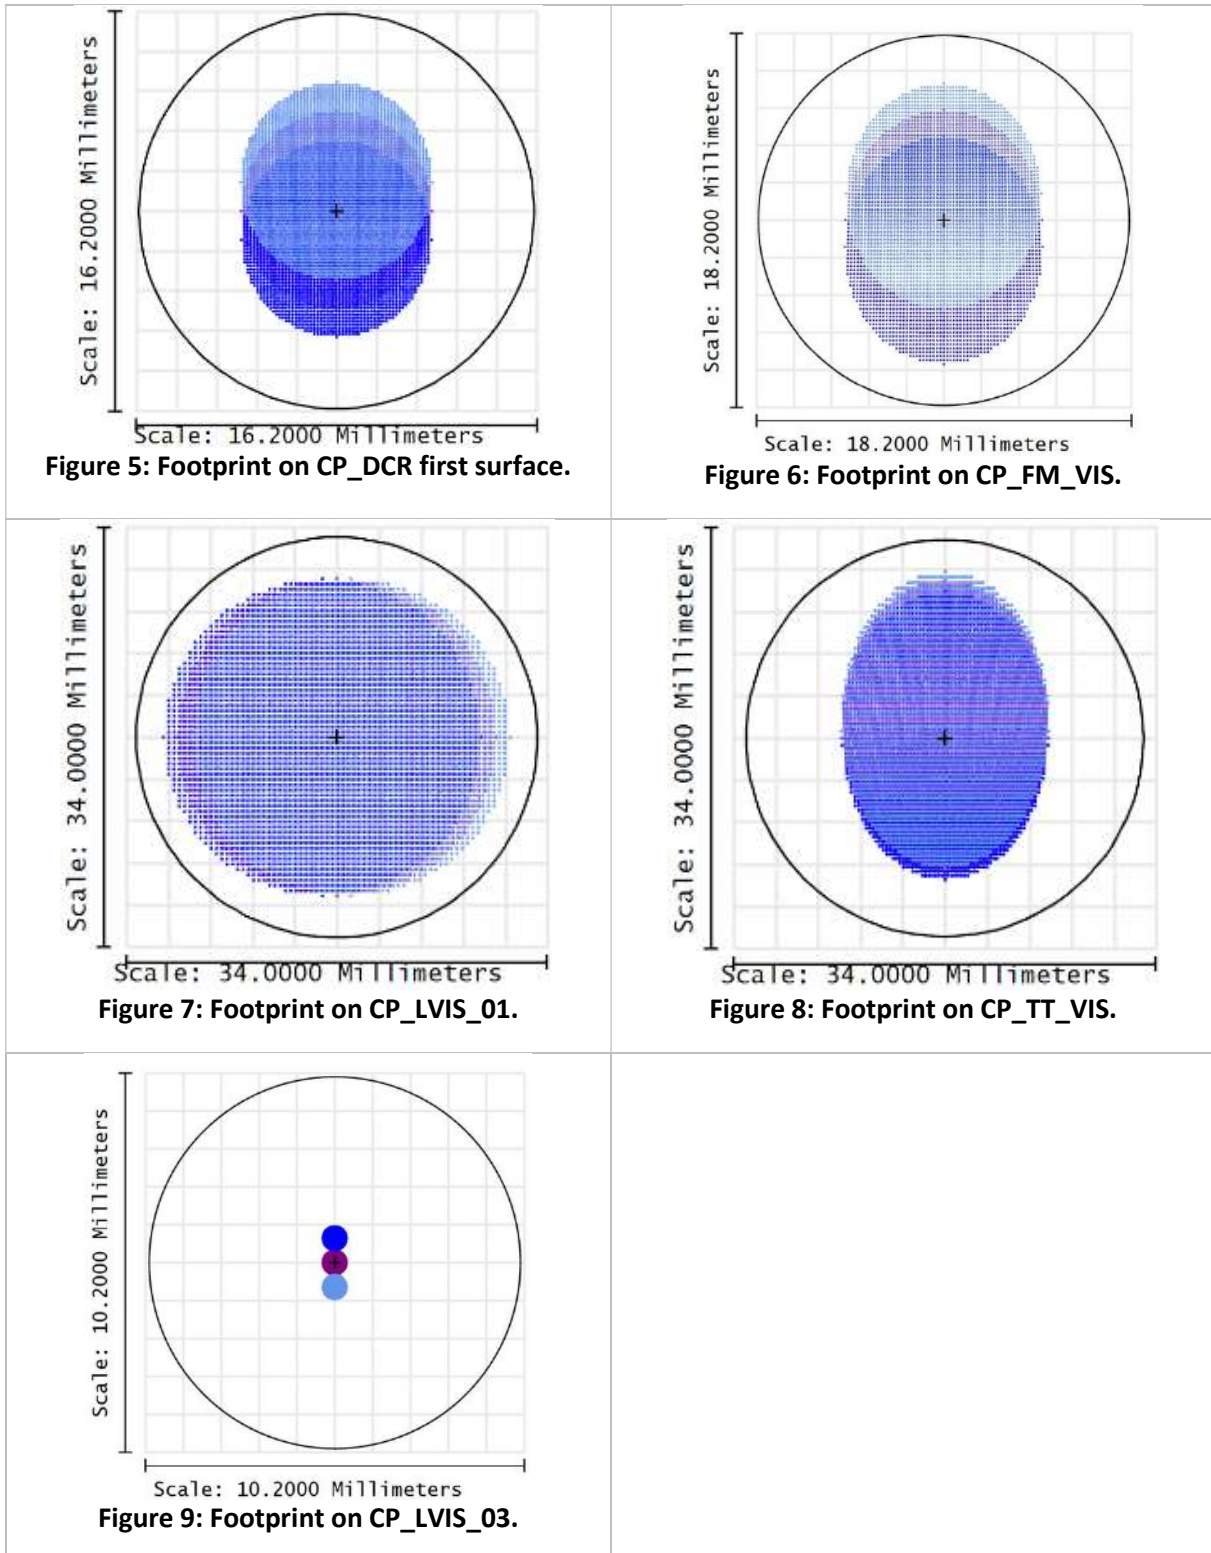 Scale: 16.2000 Millimeters
Scale: 16.2000 Millimeters
Figure 5: Footprint on CP_DCR first surface.
Scale: 18.2000 Millimeters
Scale: 18.2000 Millimeters
Figure 6: Footprint on CP_FM_VIS.
Scale: 34.0000 Millimeters
Scale: 34.0000 Millimeters
Figure 7: Footprint on CP_LVIS_01.
Scale: 34.0000 Millimeters
Scale: 34.0000 Millimeters
Figure 8: Footprint on CP_TT_VIS.
Scale: 10.2000 Millimeters
Scale: 10.2000 Millimeters
Figure 9: Footprint on CP_LVIS_03.